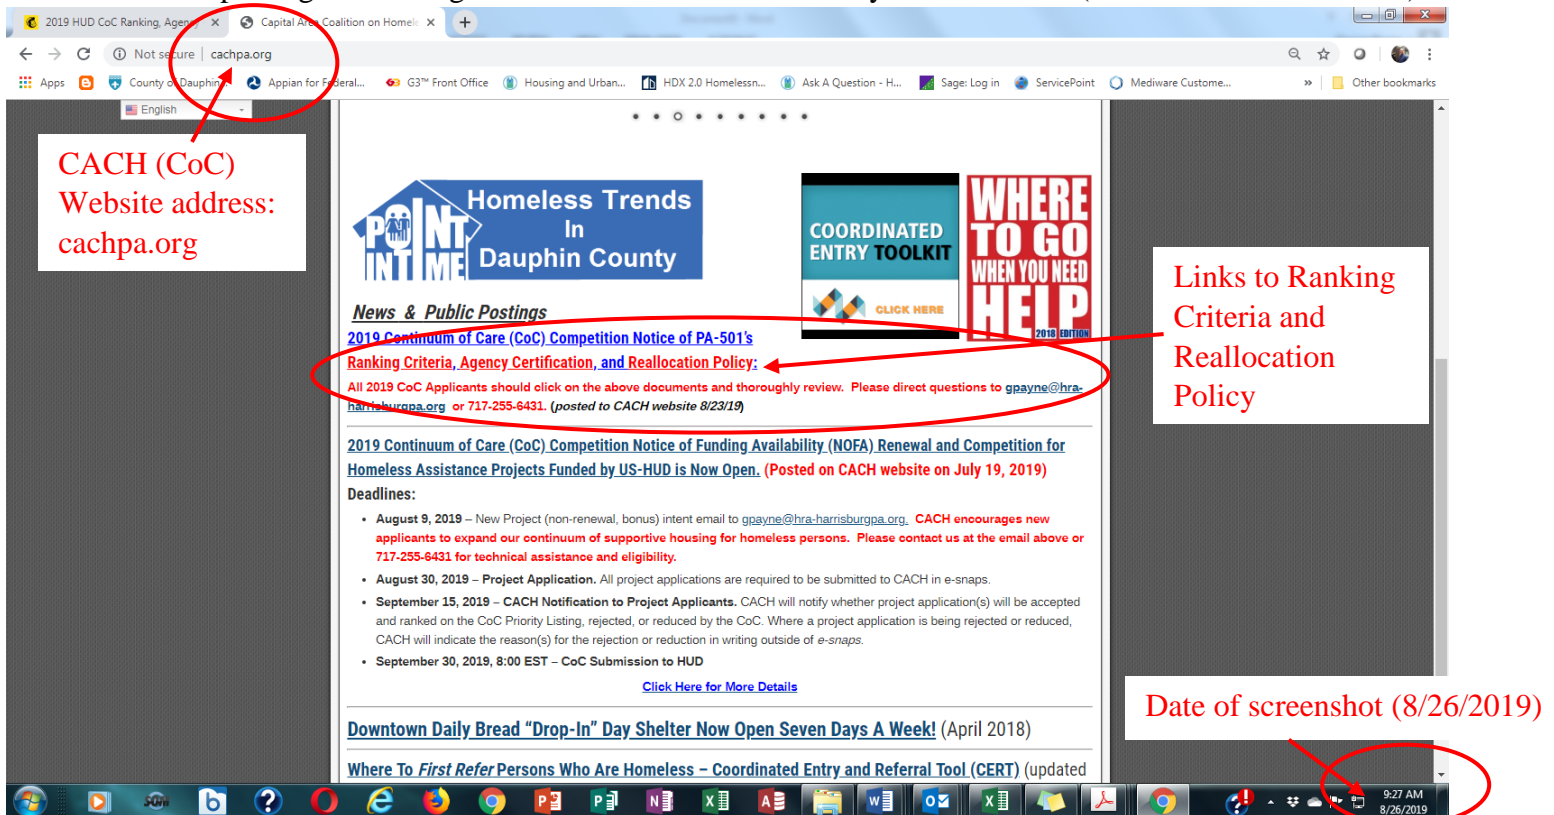 2019 HUD CoC Ranking, Agency
Capital Area Coalition on Homele
Not secure | cachpa.org
Apps
County of Dauphin
Appian for Federal...
G3™ Front Office
Housing and Urban...
HDX 2.0 Homelessn...
Ask A Question - H...
Sage: Log in
ServicePoint
Mediware Custome...
»
Other bookmarks
English
CACH (CoC)
Website address:
cachpa.org
POINT
IN TIME
Homeless Trends
In
Dauphin County
COORDINATED
ENTRY TOOLKIT
CLICK HERE
WHERE
TO GO
WHEN YOU NEED
HELP
2018 EDITION
Links to Ranking
Criteria and
Reallocation
Policy
News & Public Postings
2019 Continuum of Care (CoC) Competition Notice of PA-501's
Ranking Criteria, Agency Certification, and Reallocation Policy:
All 2019 CoC Applicants should click on the above documents and thoroughly review. Please direct questions to gpayne@hra-
harrisburgpa.org or 717-255-6431. (posted to CACH website 8/23/19)
2019 Continuum of Care (CoC) Competition Notice of Funding Availability (NOFA) Renewal and Competition for
Homeless Assistance Projects Funded by US-HUD is Now Open. (Posted on CACH website on July 19, 2019)
Deadlines:
• August 9, 2019 – New Project (non-renewal, bonus) intent email to gpayne@hra-harrisburgpa.org. CACH encourages new
applicants to expand our continuum of supportive housing for homeless persons. Please contact us at the email above or
717-255-6431 for technical assistance and eligibility.
• August 30, 2019 – Project Application. All project applications are required to be submitted to CACH in e-snaps.
• September 15, 2019 – CACH Notification to Project Applicants. CACH will notify whether project application(s) will be accepted
and ranked on the CoC Priority Listing, rejected, or reduced by the CoC. Where a project application is being rejected or reduced,
CACH will indicate the reason(s) for the rejection or reduction in writing outside of e-snaps.
• September 30, 2019, 8:00 EST – CoC Submission to HUD
Click Here for More Details
Date of screenshot (8/26/2019)
Downtown Daily Bread “Drop-In” Day Shelter Now Open Seven Days A Week! (April 2018)
Where To First Refer Persons Who Are Homeless – Coordinated Entry and Referral Tool (CERT) (updated
9:27 AM
8/26/2019